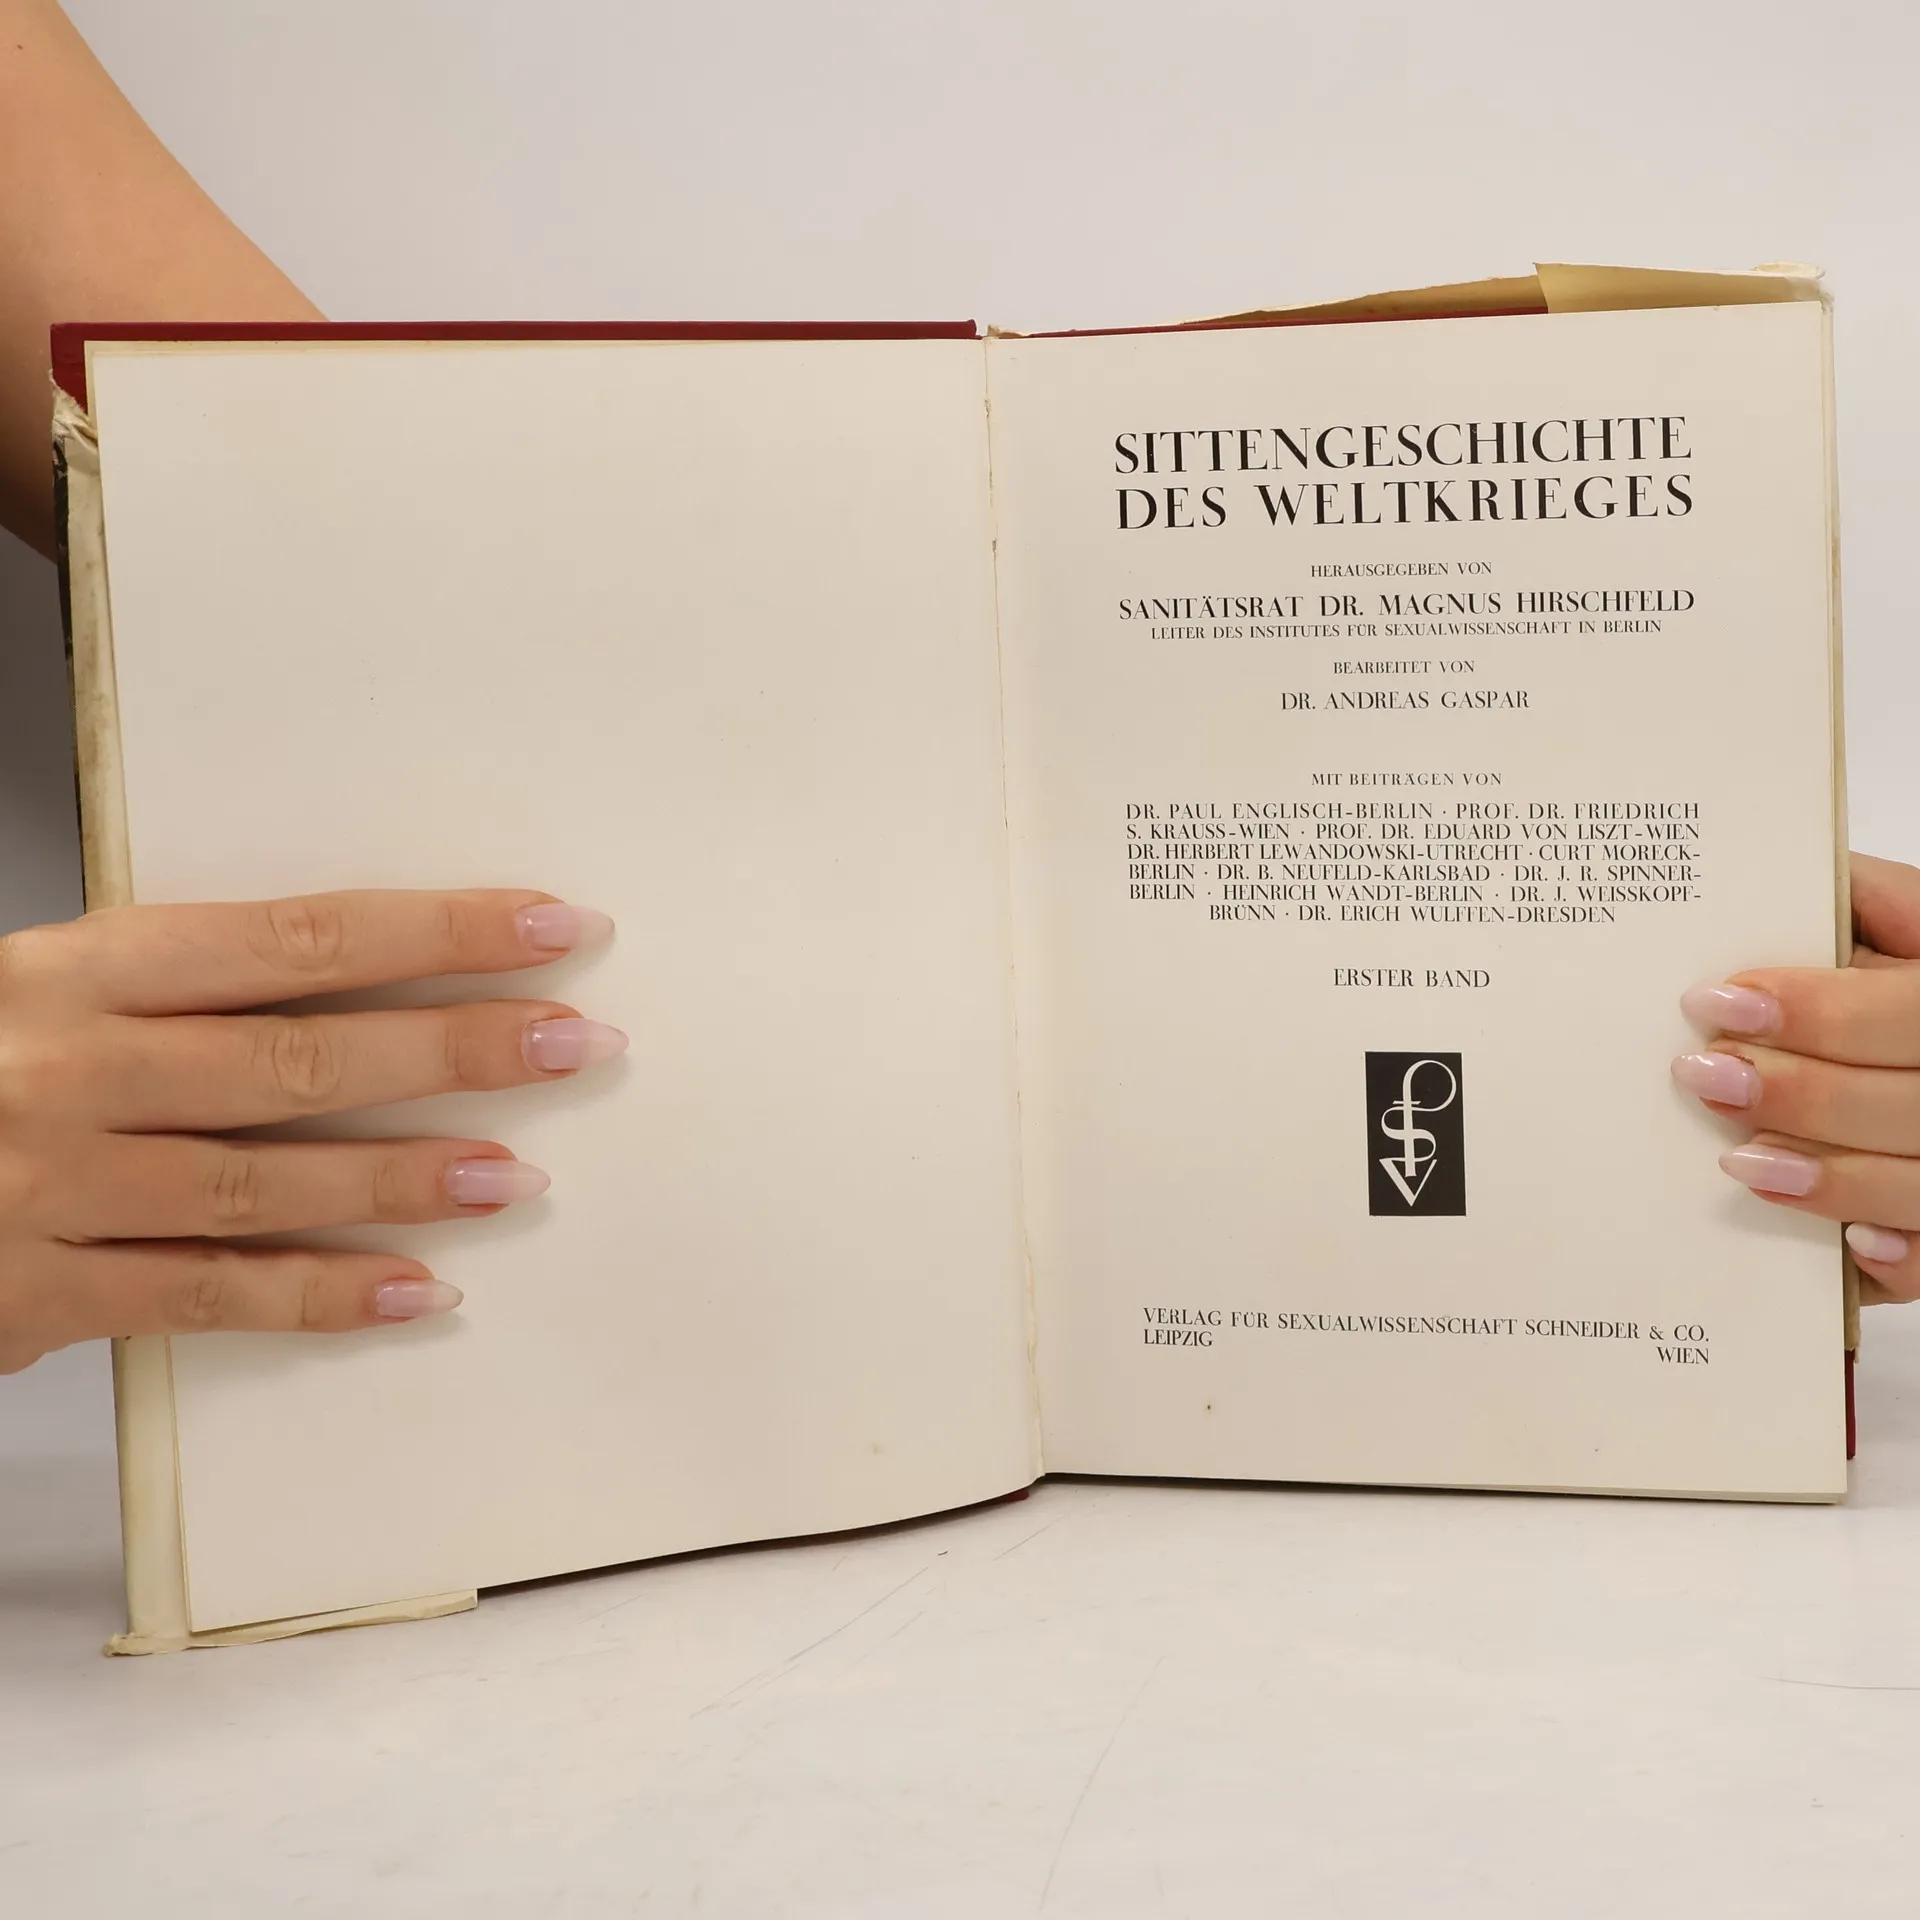 SITTENGESCHICHTE
DES WELTKRIEGES
HERAUSGEGEBEN VON
SANITÄTSRAT DR. MAGNUS HIRSCHFELD
LEITER DES INSTITUTES FÜR SEXUALWISSENSCHAFT IN BERLIN
BEARBEITET VON
DR. ANDREAS GASPAR
MIT BEITRÄGEN VON
DR. PAUL ENGLISCH-BERLIN · PROF. DR. FRIEDRICH
S. KRAUSS-WIEN · PROF. DR. EDUARD VON LISZT-WIEN
DR. HERBERT LEWANDOWSKI-UTRECHT · CURT MORECK-
BERLIN · DR. B. NEUFELD-KARLSBAD · DR. J. R. SPINNER-
BERLIN · HEINRICH WANDT-BERLIN · DR. J. WEISSKOPF-
BRÜNN · DR. ERICH WULFFEN-DRESDEN
ERSTER BAND
VERLAG FÜR SEXUALWISSENSCHAFT SCHNEIDER & CO.
LEIPZIG WIEN